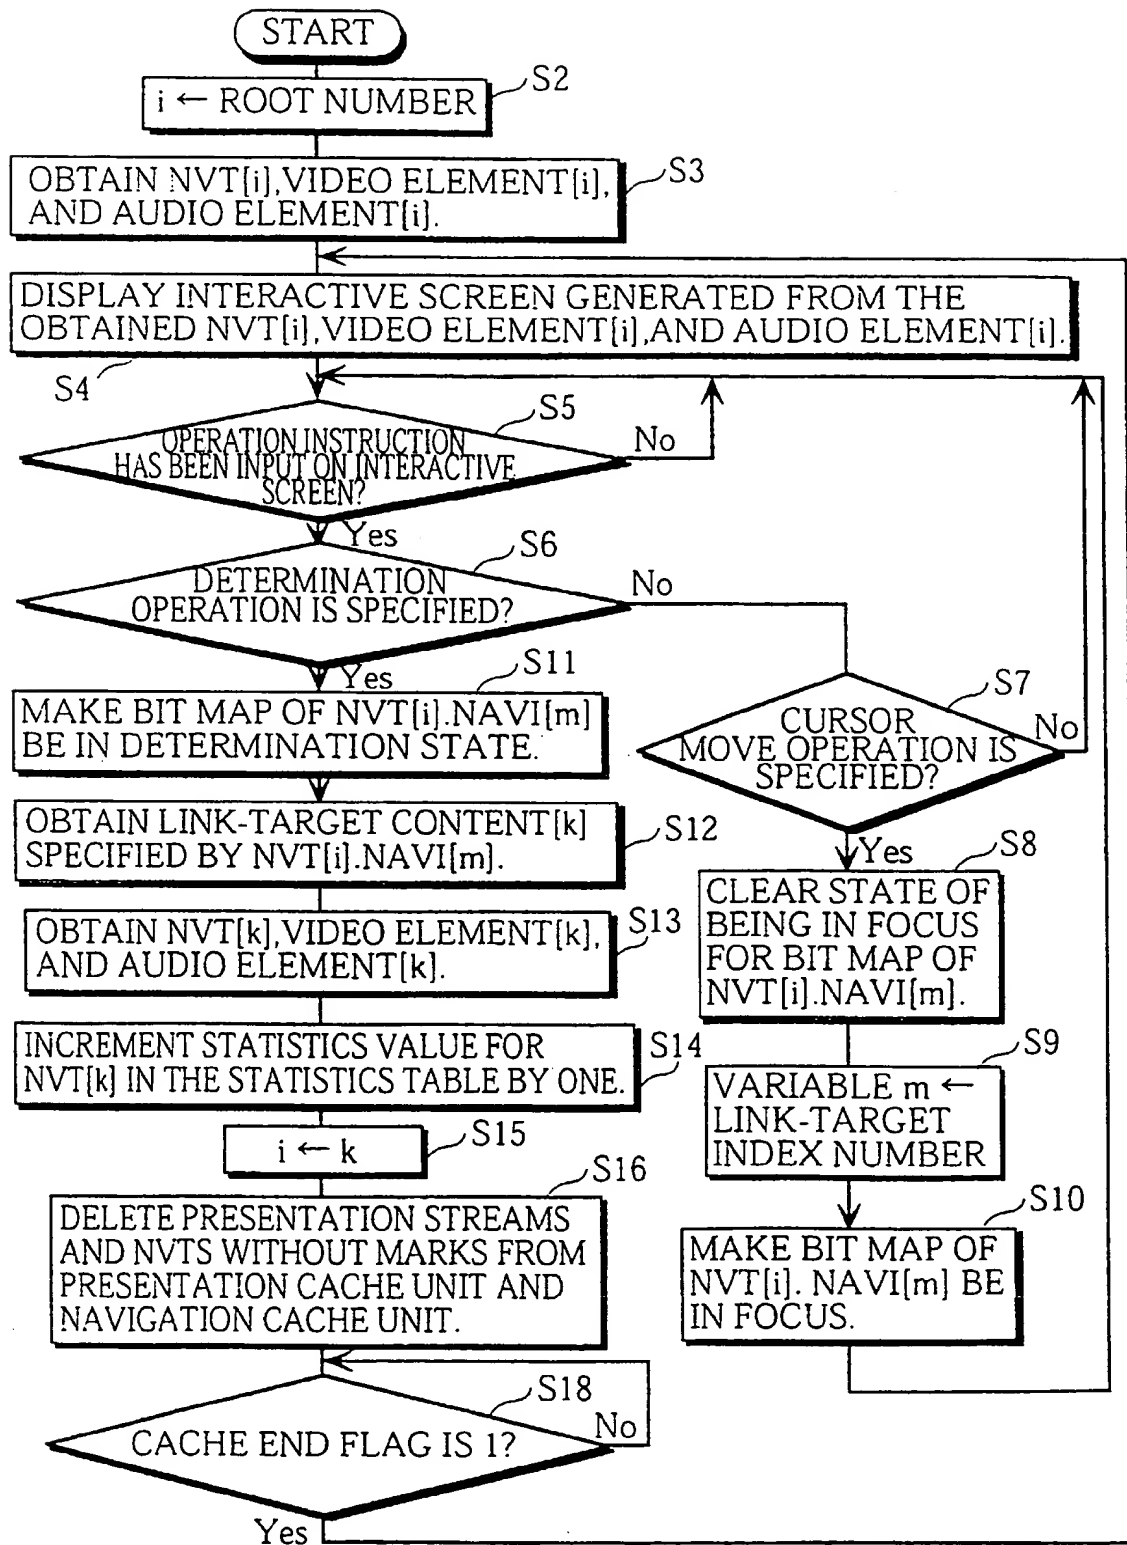 START
S2
i ← ROOT NUMBER
S3
OBTAIN NVT[i],VIDEO ELEMENT[i],
AND AUDIO ELEMENT[i].
DISPLAY INTERACTIVE SCREEN GENERATED FROM THE
OBTAINED NVT[i],VIDEO ELEMENT[i],AND AUDIO ELEMENT[i].
S4
S5
OPERATION INSTRUCTION
HAS BEEN INPUT ON INTERACTIVE
SCREEN?
No
Yes
S6
DETERMINATION
OPERATION IS SPECIFIED?
No
Yes
S7
CURSOR
MOVE OPERATION IS
SPECIFIED?
No
Yes
S8
CLEAR STATE OF
BEING IN FOCUS
FOR BIT MAP OF
NVT[i].NAVI[m].
S9
VARIABLE m ←
LINK-TARGET
INDEX NUMBER
S10
MAKE BIT MAP OF
NVT[i]. NAVI[m] BE
IN FOCUS.
S11
MAKE BIT MAP OF NVT[i].NAVI[m]
BE IN DETERMINATION STATE.
S12
OBTAIN LINK-TARGET CONTENT[k]
SPECIFIED BY NVT[i].NAVI[m].
S13
OBTAIN NVT[k],VIDEO ELEMENT[k],
AND AUDIO ELEMENT[k].
S14
INCREMENT STATISTICS VALUE FOR
NVT[k] IN THE STATISTICS TABLE BY ONE.
S15
i ← k
S16
DELETE PRESENTATION STREAMS
AND NVTS WITHOUT MARKS FROM
PRESENTATION CACHE UNIT AND
NAVIGATION CACHE UNIT.
S18
CACHE END FLAG IS 1?
No
Yes